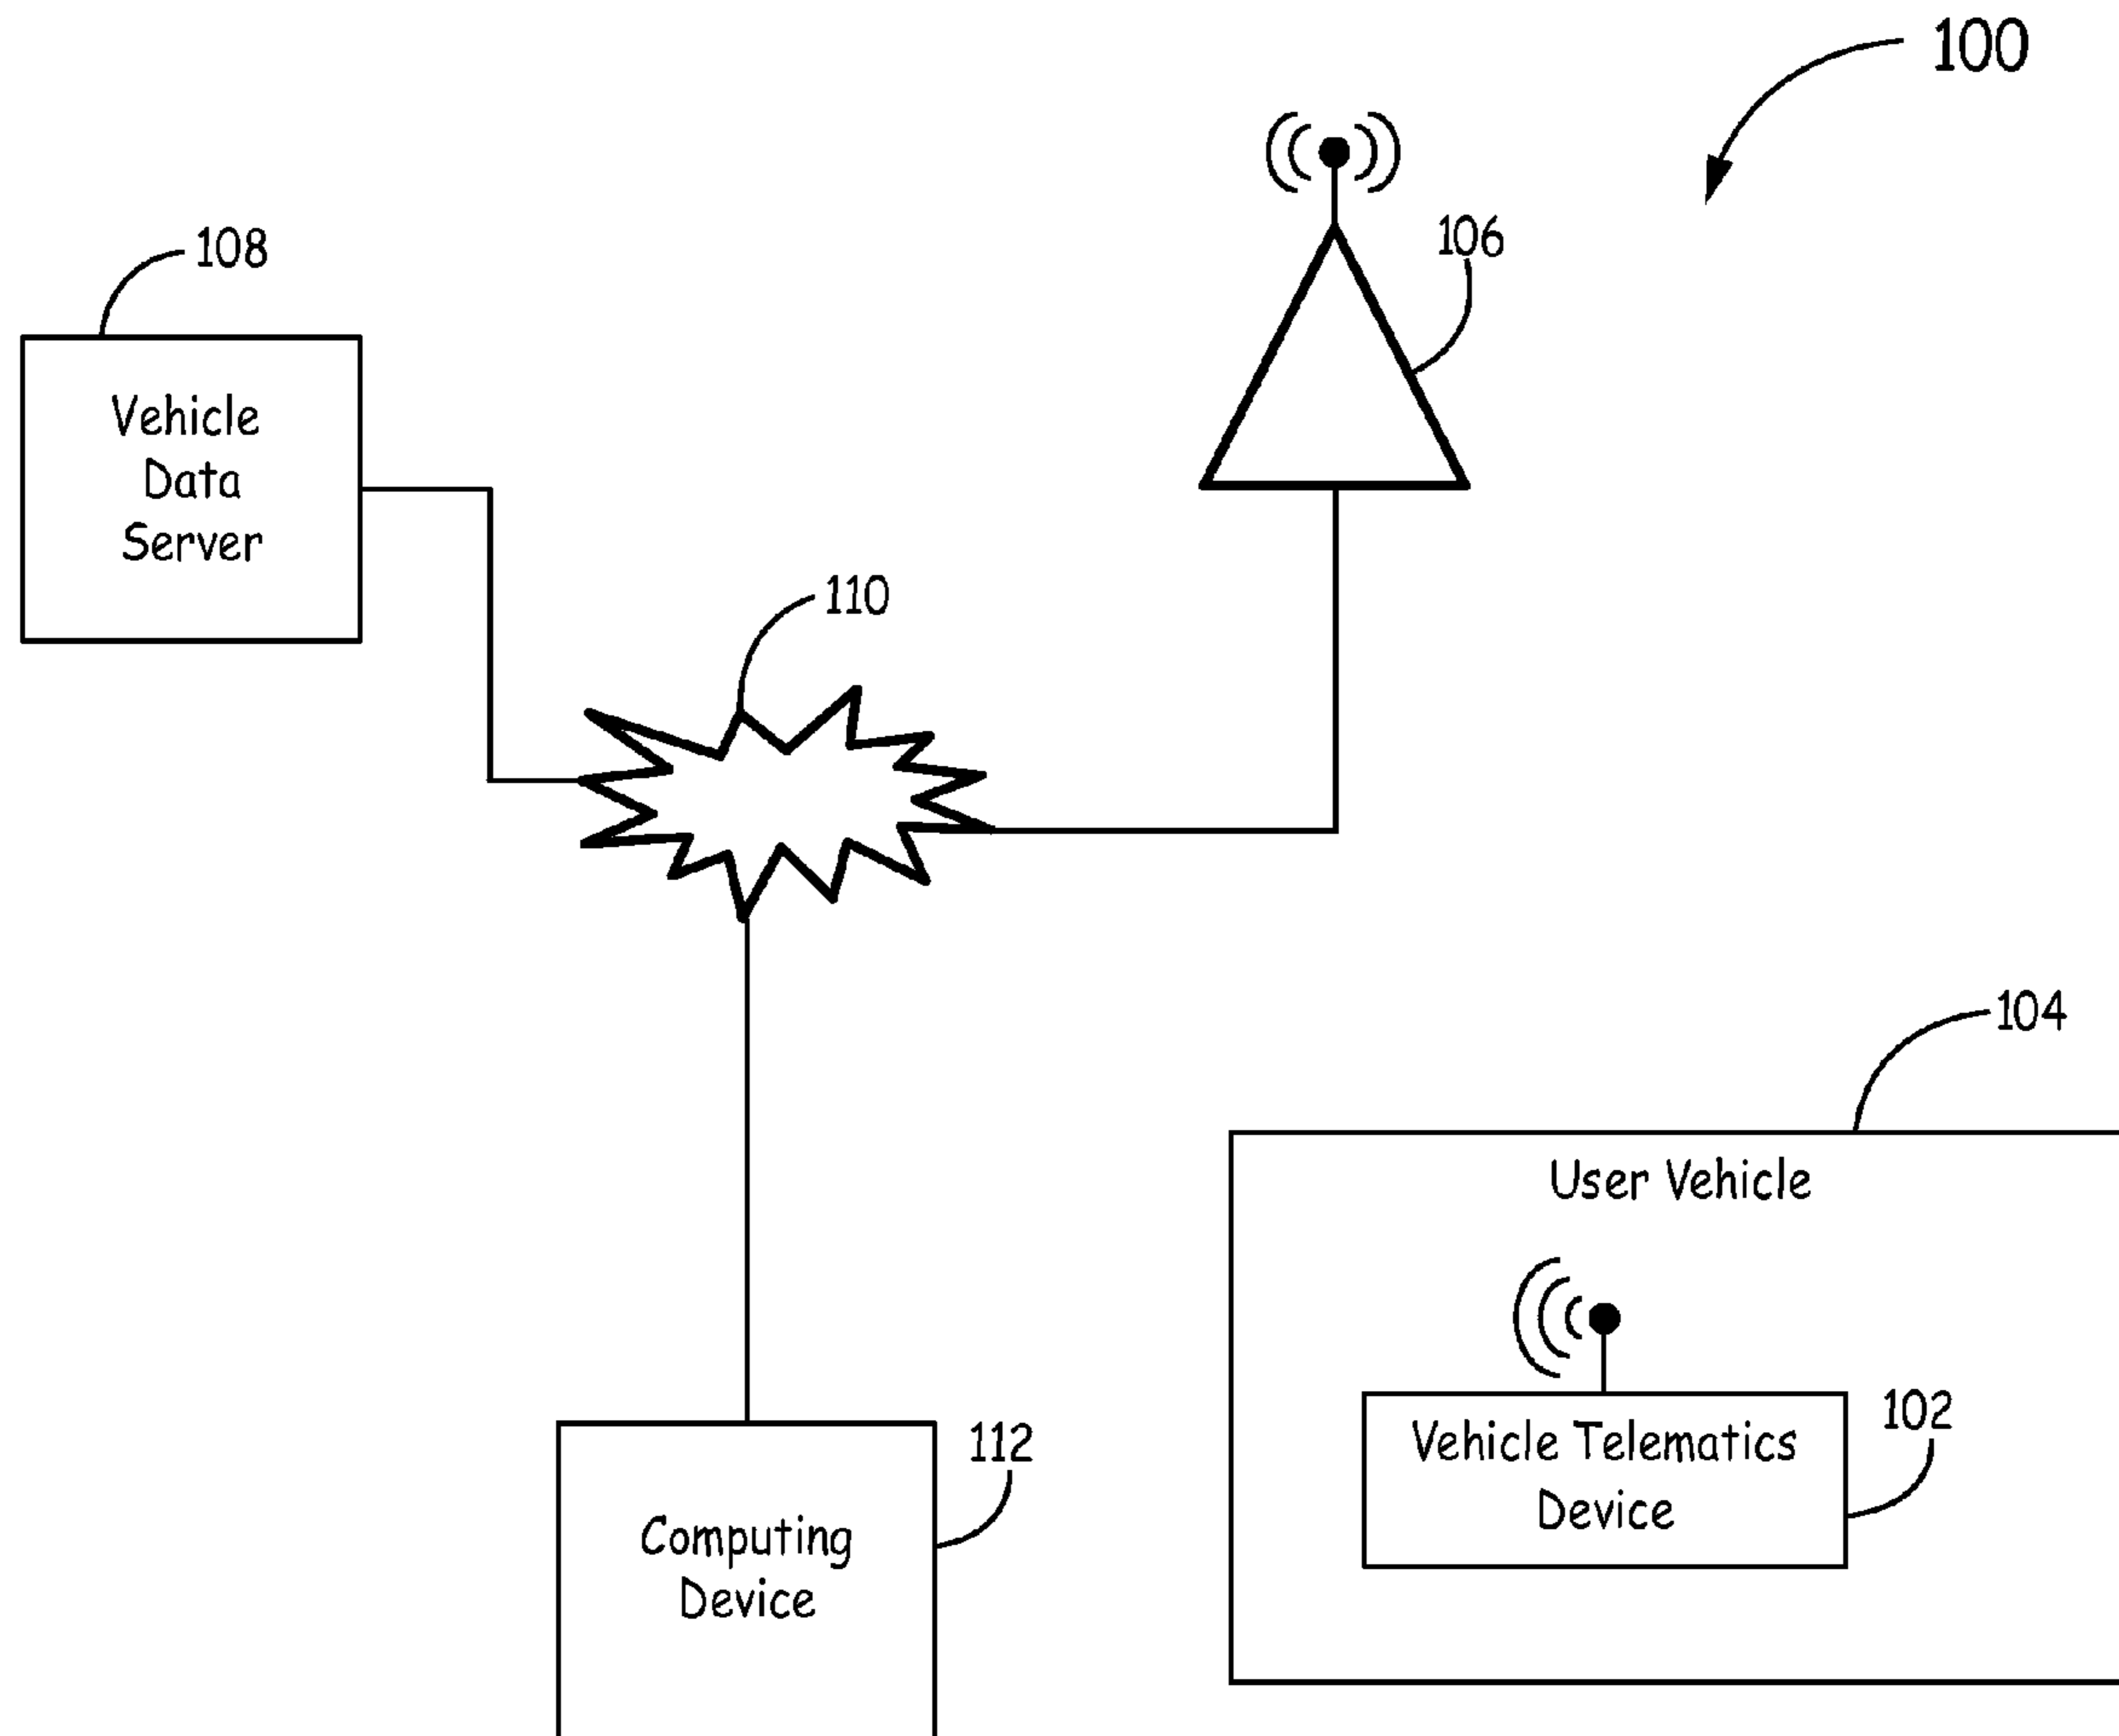 100
106
108
Vehicle
Data
Server
110
104
User Vehicle
102
Vehicle Telematics
Device
112
Computing
Device